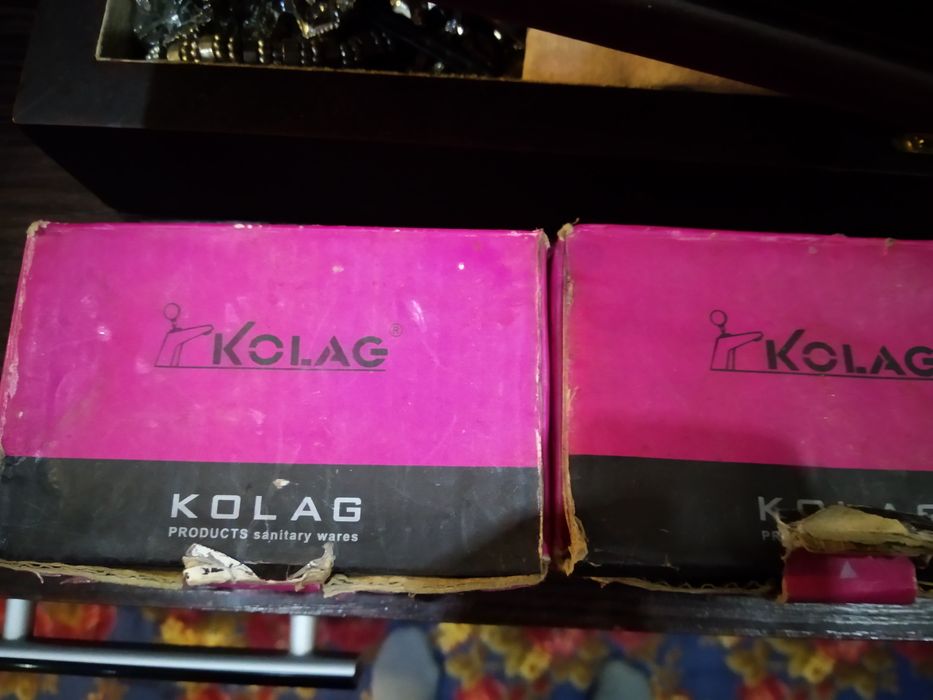 KOLAG®
KOLAG
PRODUCTS sanitary wares
KOLAG